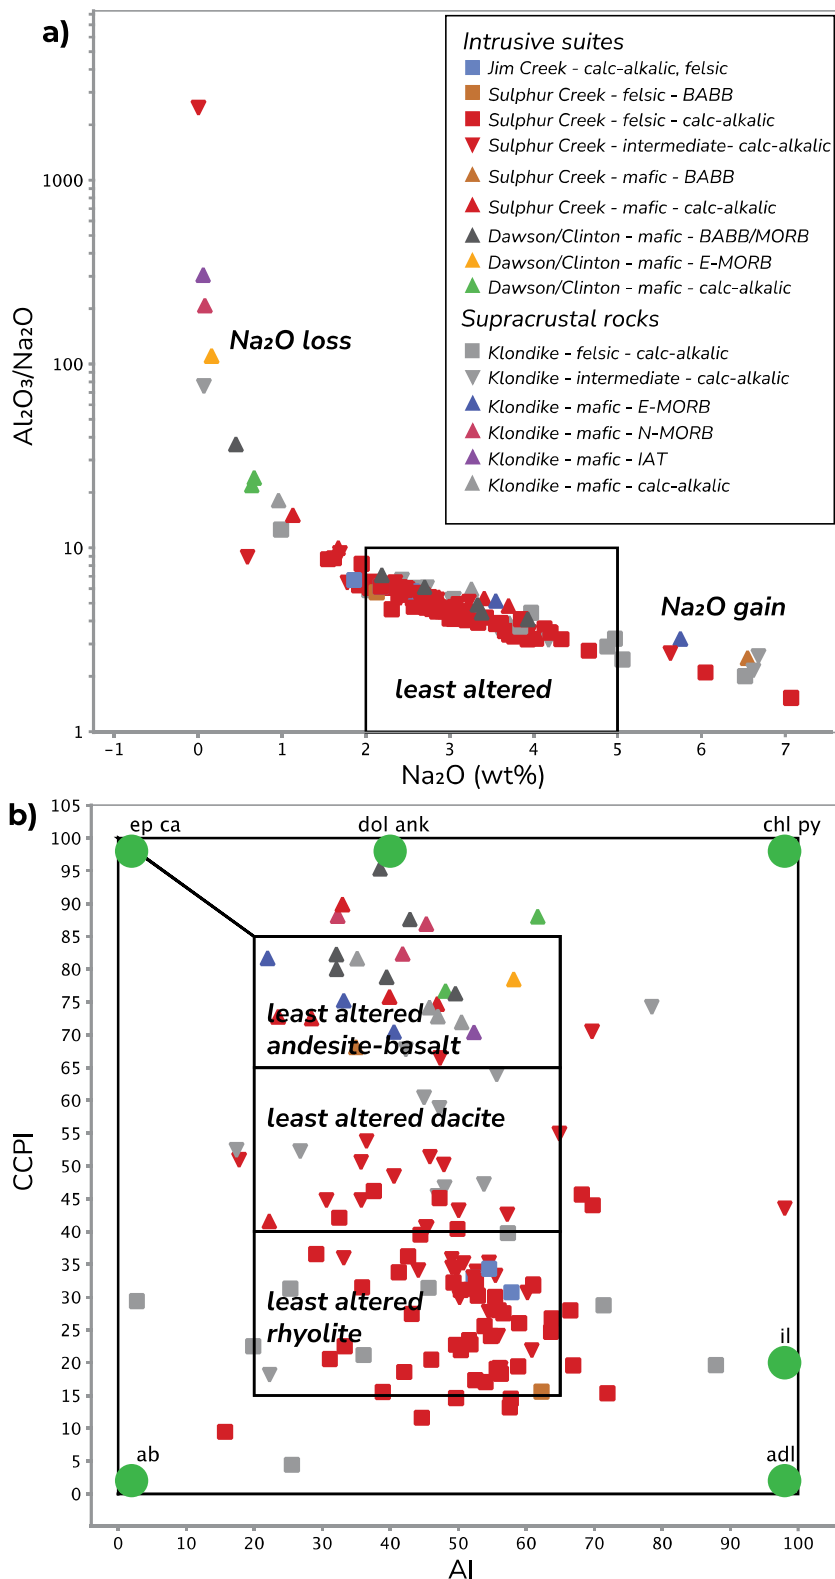 a)
Intrusive suites
Jim Creek - calc-alkalic, felsic
Sulphur Creek - felsic - BABB
Sulphur Creek - felsic - calc-alkalic
Sulphur Creek - intermediate- calc-alkalic
Sulphur Creek - mafic - BABB
Sulphur Creek - mafic - calc-alkalic
Dawson/Clinton - mafic - BABB/MORB
Dawson/Clinton - mafic - E-MORB
Dawson/Clinton - mafic - calc-alkalic
Supracrustal rocks
Klondike - felsic - calc-alkalic
Klondike - intermediate - calc-alkalic
Klondike - mafic - E-MORB
Klondike - mafic - N-MORB
Klondike - mafic - IAT
Klondike - mafic - calc-alkalic
Al₂O₃/Na₂O
1000
100
10
1
Na₂O loss
Na₂O gain
least altered
-1 0 1 2 3 4 5 6 7
Na₂O (wt%)
b)
ep ca
dol ank
chl py
CCPI
105
100
95
90
85
80
75
70
65
60
55
50
45
40
35
30
25
20
15
10
5
0
least altered
andesite-basalt
least altered dacite
least altered
rhyolite
il
ab
adl
0 10 20 30 40 50 60 70 80 90 100
AI